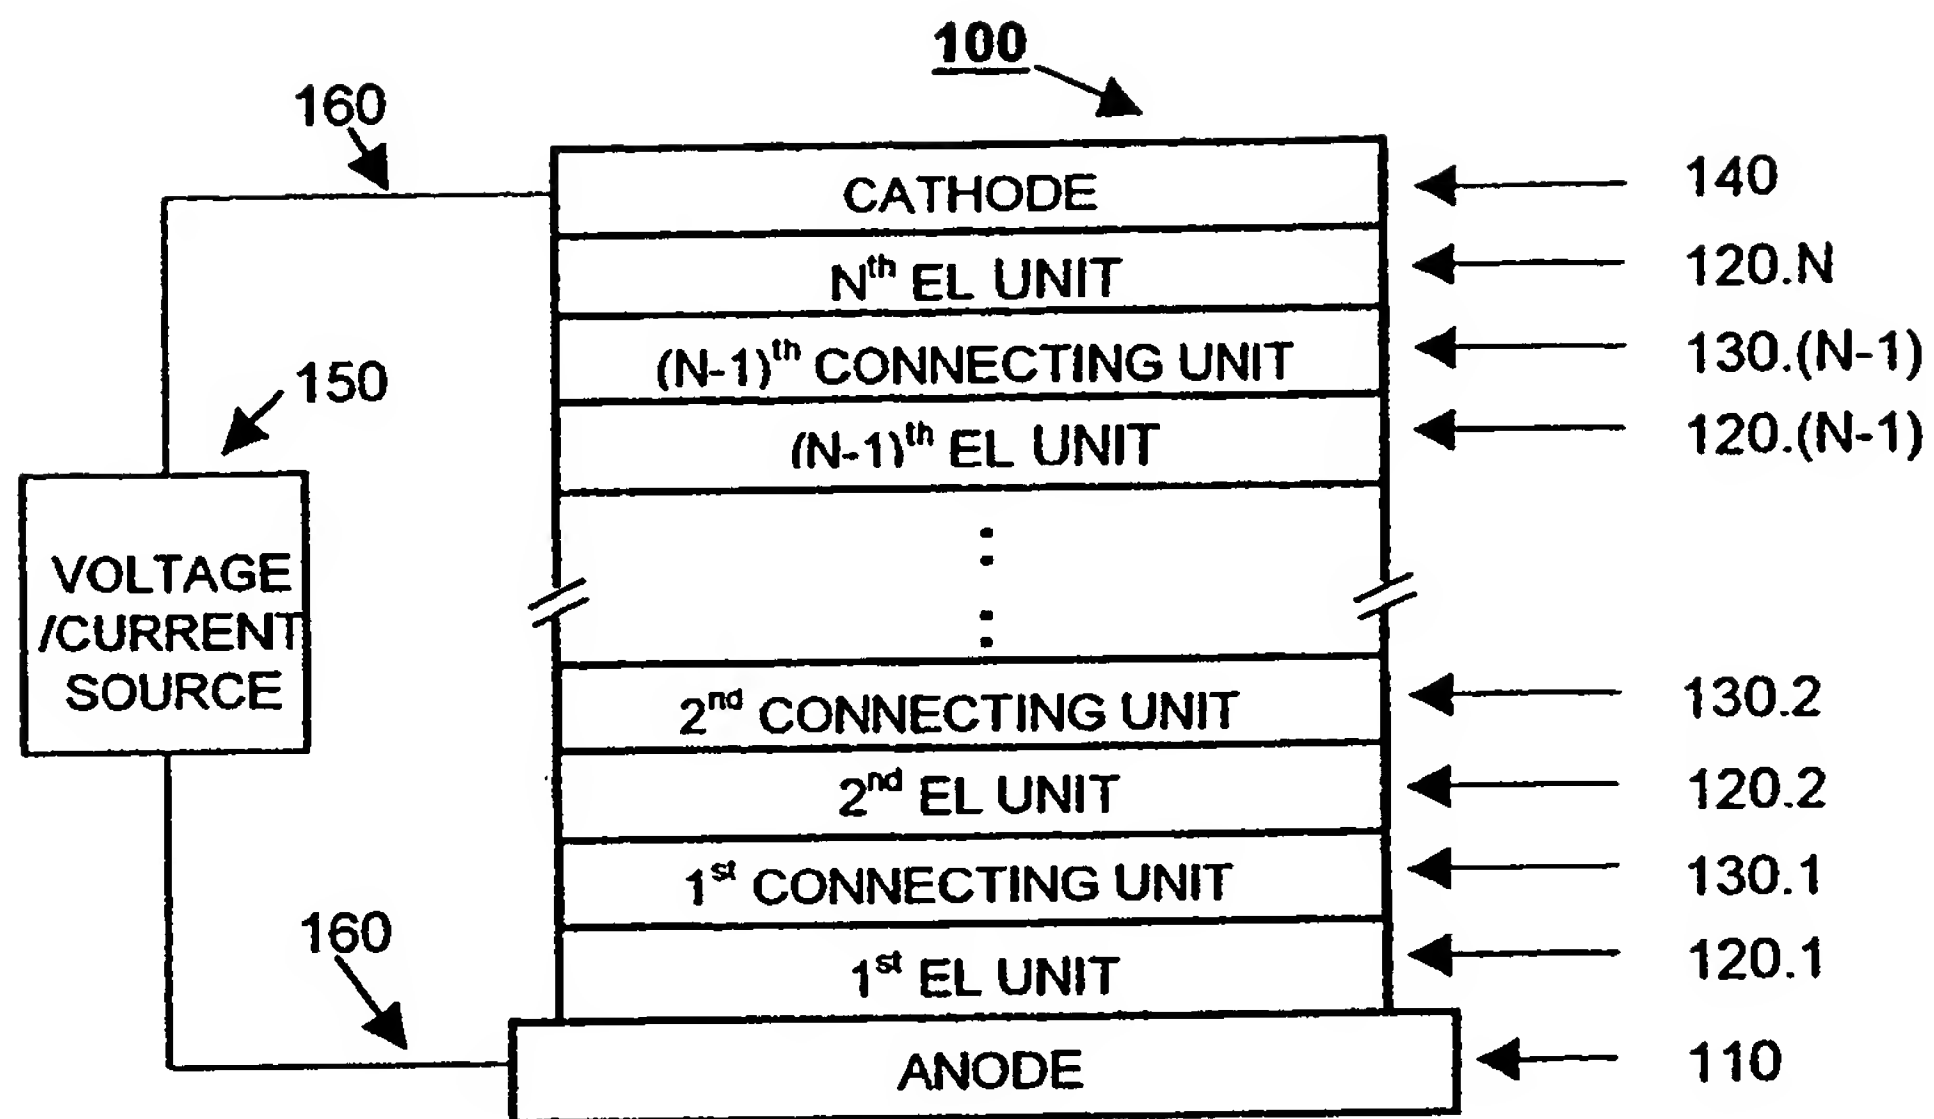 100
160
CATHODE
140
Nth EL UNIT
120.N
(N-1)th CONNECTING UNIT
130.(N-1)
150
(N-1)th EL UNIT
120.(N-1)
VOLTAGE
/CURRENT
SOURCE
2nd CONNECTING UNIT
130.2
2nd EL UNIT
120.2
1st CONNECTING UNIT
130.1
160
1st EL UNIT
120.1
ANODE
110